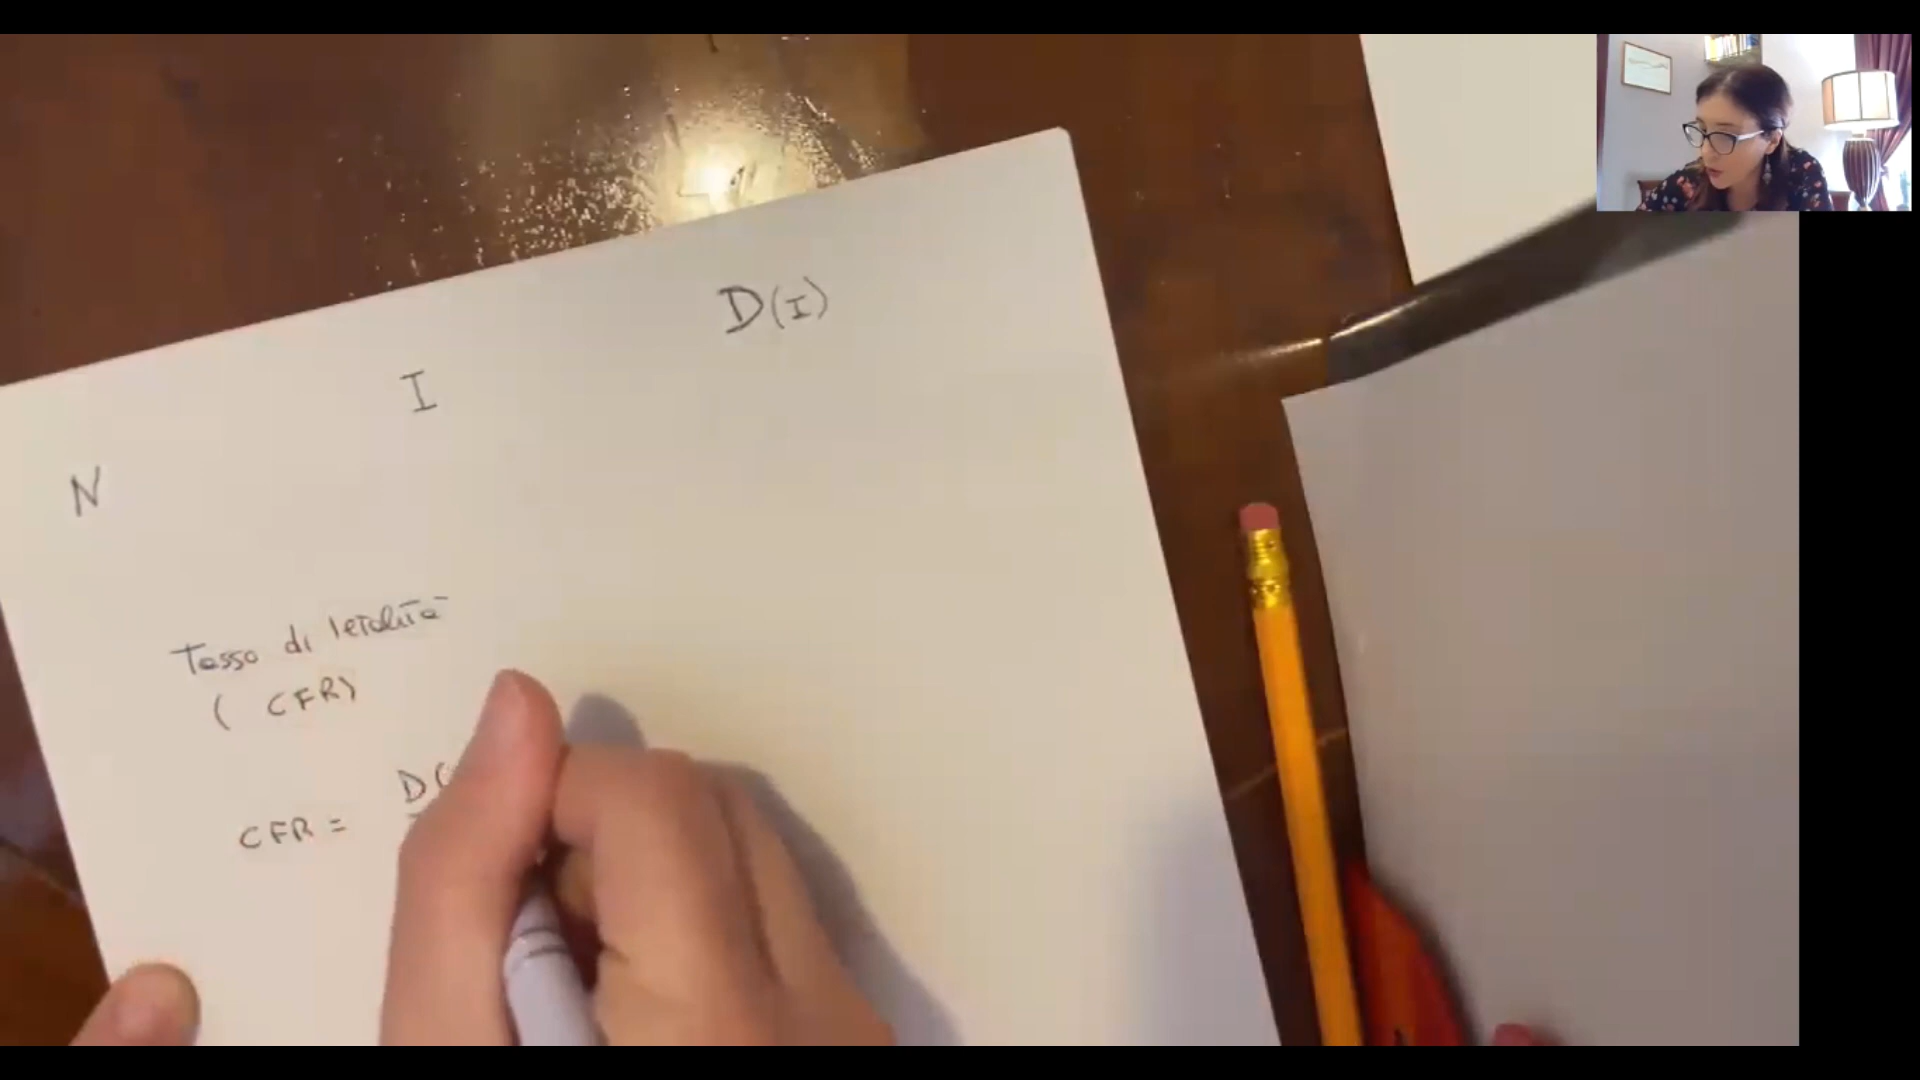 D(I)
I
N
Tasso di letalità
( CFR)
D(
CFR =